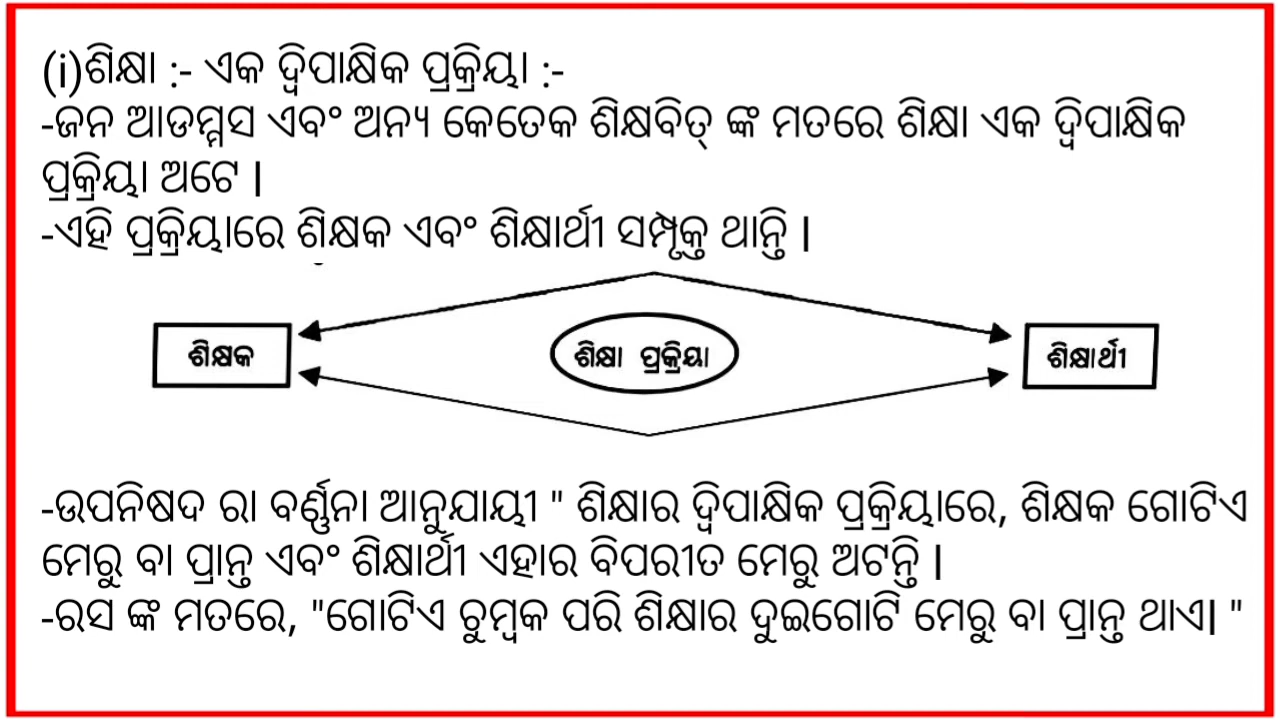 (i)ଶିକ୍ଷା :- ଏକ ଦ୍ୱିପାକ୍ଷିକ ପ୍ରକ୍ରିୟା :-
-ଜନ ଆଡମ୍ମସ ଏବଂ ଅନ୍ୟ କେତେକ ଶିକ୍ଷବିତ୍ ଙ୍କ ମତରେ ଶିକ୍ଷା ଏକ ଦ୍ୱିପାକ୍ଷିକ
ପ୍ରକ୍ରିୟା ଅଟେ |
-ଏହି ପ୍ରକ୍ରିୟାରେ ଶିକ୍ଷକ ଏବଂ ଶିକ୍ଷାର୍ଥୀ ସମ୍ପୃକ୍ତ ଥାନ୍ତି |
ଶିକ୍ଷକ
ଶିକ୍ଷା ପ୍ରକ୍ରିୟା
ଶିକ୍ଷାର୍ଥୀ
-ଉପନିଷଦ ରା ବର୍ଣ୍ଣନା ଆନୁଯାୟୀ " ଶିକ୍ଷାର ଦ୍ୱିପାକ୍ଷିକ ପ୍ରକ୍ରିୟାରେ, ଶିକ୍ଷକ ଗୋଟିଏ
ମେରୁ ବା ପ୍ରାନ୍ତ ଏବଂ ଶିକ୍ଷାର୍ଥୀ ଏହାର ବିପରୀତ ମେରୁ ଅଟନ୍ତି |
-ରସ ଙ୍କ ମତରେ, "ଗୋଟିଏ ଚୁମ୍ବକ ପରି ଶିକ୍ଷାର ଦୁଇଗୋଟି ମେରୁ ବା ପ୍ରାନ୍ତ ଥାଏ| "